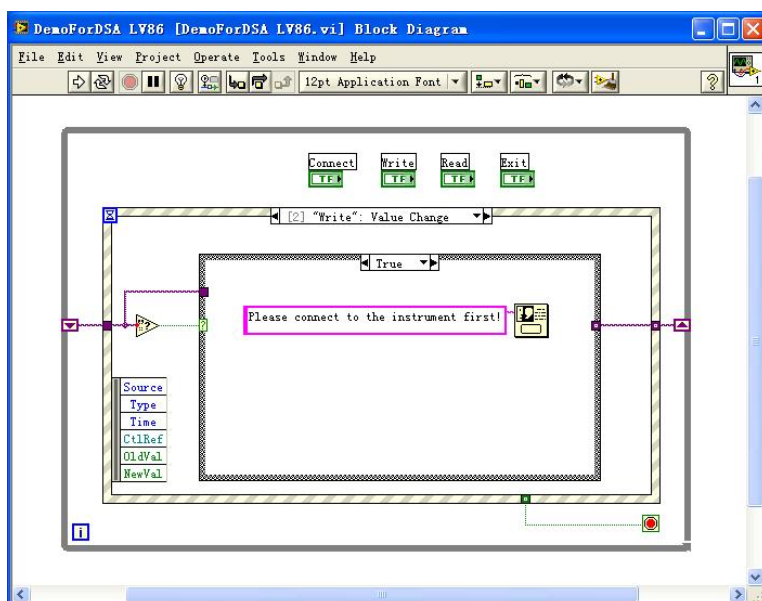 DemoForDSA LV86 [DemoForDSA LV86.vi] Block Diagram
File Edit View Project Operate Tools Window Help
12pt Application Font
?
1
Connect Write Read Exit
TF TF TF TF
[2] "Write": Value Change
True
Please connect to the instrument first!
?
?
Source
Type
Time
CtlRef
OldVal
NewVal
i